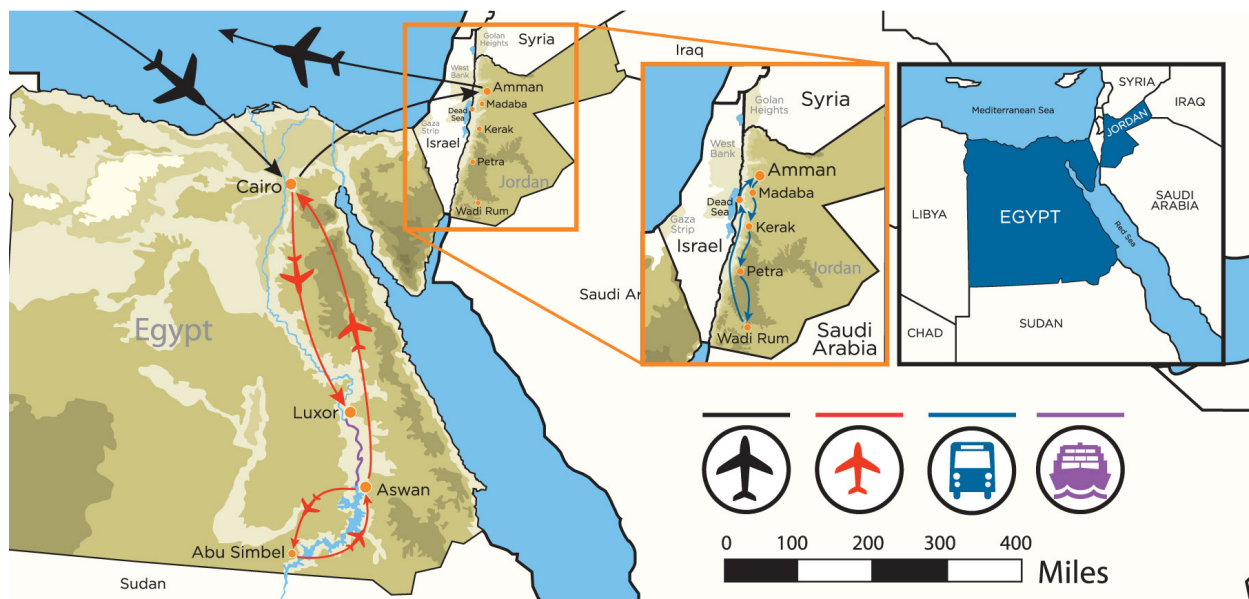 Golan
Heights
Syria
Iraq
West
Bank
Amman
Madaba
Dead
Sea
Gaza
Strip
Kerak
Israel
Petra
Jordan
Wadi Rum
Cairo
Egypt
Luxor
Aswan
Abu Simbel
Sudan
Saudi Ar
Golan
Heights
Syria
West
Bank
Amman
Madaba
Dead
Sea
Gaza
Strip
Kerak
Israel
Petra
Jordan
Wadi Rum
Saudi
Arabia
Mediterranean Sea
SYRIA
IRAQ
JORDAN
LIBYA
EGYPT
SAUDI
ARABIA
Red Sea
CHAD
SUDAN
0 100 200 300 400
Miles